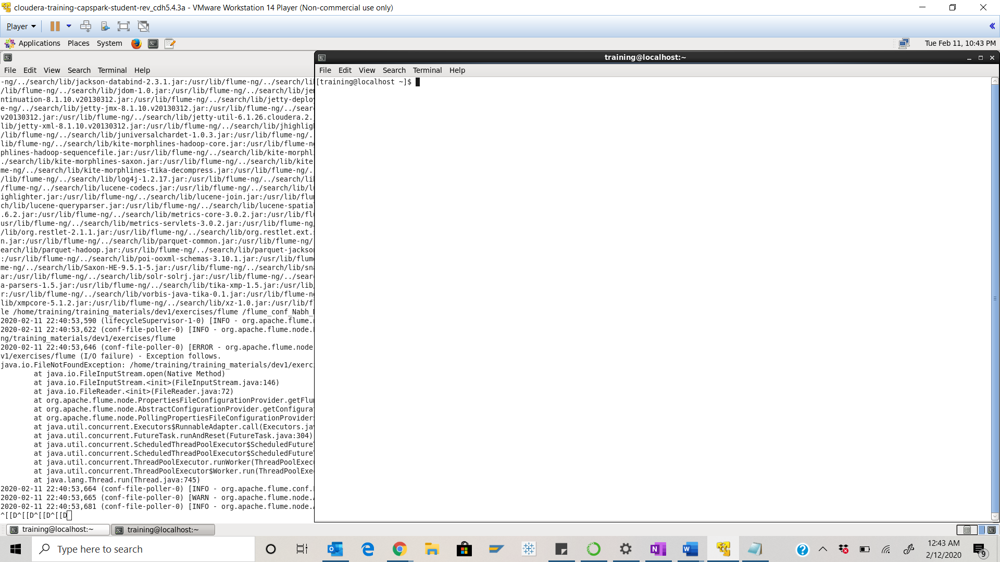 cloudera-training-capspark-student-rev_cdh5.4.3a - VMware Workstation 14 Player (Non-commercial use only)
Player
Applications Places System
Tue Feb 11, 10:43 PM
File Edit View Search Terminal Help
-ng/../search/lib/jackson-databind-2.3.1.jar:/usr/lib/flume-ng/../search/li
/lib/flume-ng/../search/lib/jdom-1.0.jar:/usr/lib/flume-ng/../search/lib/je
ntinuation-8.1.10.v20130312.jar:/usr/lib/flume-ng/../search/lib/jetty-deplo
e-ng/../search/lib/jetty-jmx-8.1.10.v20130312.jar:/usr/lib/flume-ng/../sear
v20130312.jar:/usr/lib/flume-ng/../search/lib/jetty-util-6.1.26.cloudera.2.
lib/jetty-xml-8.1.10.v20130312.jar:/usr/lib/flume-ng/../search/lib/jhighlig
/lib/flume-ng/../search/lib/juniversalchardet-1.0.3.jar:/usr/lib/flume-ng/.
lib/flume-ng/../search/lib/kite-morphlines-hadoop-core.jar:/usr/lib/flume-n
phlines-hadoop-sequencefile.jar:/usr/lib/flume-ng/../search/lib/kite-morphl
./search/lib/kite-morphlines-saxon.jar:/usr/lib/flume-ng/../search/lib/kite
me-ng/../search/lib/kite-morphlines-tika-decompress.jar:/usr/lib/flume-ng/.
/lib/flume-ng/../search/lib/log4j-1.2.17.jar:/usr/lib/flume-ng/../search/li
/flume-ng/../search/lib/lucene-codecs.jar:/usr/lib/flume-ng/../search/lib/l
ighlighter.jar:/usr/lib/flume-ng/../search/lib/lucene-join.jar:/usr/lib/flu
ch/lib/lucene-queryparser.jar:/usr/lib/flume-ng/../search/lib/lucene-spatia
.6.2.jar:/usr/lib/flume-ng/../search/lib/metrics-core-3.0.2.jar:/usr/lib/fl
usr/lib/flume-ng/../search/lib/metrics-servlets-3.0.2.jar:/usr/lib/flume-ng
/lib/org.restlet-2.1.1.jar:/usr/lib/flume-ng/../search/lib/org.restlet.ext.
n.jar:/usr/lib/flume-ng/../search/lib/parquet-common.jar:/usr/lib/flume-ng/
earch/lib/parquet-hadoop.jar:/usr/lib/flume-ng/../search/lib/parquet-jackso
:/usr/lib/flume-ng/../search/lib/poi-ooxml-schemas-3.10.1.jar:/usr/lib/flum
me-ng/../search/lib/Saxon-HE-9.5.1-5.jar:/usr/lib/flume-ng/../search/lib/sn
ar:/usr/lib/flume-ng/../search/lib/solr-solrj.jar:/usr/lib/flume-ng/../sear
a-parsers-1.5.jar:/usr/lib/flume-ng/../search/lib/tika-xmp-1.5.jar:/usr/lib
r:/usr/lib/flume-ng/../search/lib/vorbis-java-tika-0.1.jar:/usr/lib/flume-n
lib/xmpcore-5.1.2.jar:/usr/lib/flume-ng/../search/lib/xz-1.0.jar:/usr/lib/f
le /home/training/training_materials/dev1/exercises/flume /flume_conf_Nabh_
2020-02-11 22:40:53,590 (lifecycleSupervisor-1-0) [INFO - org.apache.flume.
2020-02-11 22:40:53,622 (conf-file-poller-0) [INFO - org.apache.flume.node.
ng/training_materials/dev1/exercises/flume
2020-02-11 22:40:53,646 (conf-file-poller-0) [ERROR - org.apache.flume.node
v1/exercises/flume (I/O failure) - Exception follows.
java.io.FileNotFoundException: /home/training/training_materials/dev1/exerc
at java.io.FileInputStream.open(Native Method)
at java.io.FileInputStream.<init>(FileInputStream.java:146)
at java.io.FileReader.<init>(FileReader.java:72)
at org.apache.flume.node.PropertiesFileConfigurationProvider.getFlu
at org.apache.flume.node.AbstractConfigurationProvider.getConfigura
at org.apache.flume.node.PollingPropertiesFileConfigurationProvider
at java.util.concurrent.Executors$RunnableAdapter.call(Executors.ja
at java.util.concurrent.FutureTask.runAndReset(FutureTask.java:304)
at java.util.concurrent.ScheduledThreadPoolExecutor$ScheduledFuture
at java.util.concurrent.ScheduledThreadPoolExecutor$ScheduledFuture
at java.util.concurrent.ThreadPoolExecutor.runWorker(ThreadPoolExec
at java.util.concurrent.ThreadPoolExecutor$Worker.run(ThreadPoolExe
at java.lang.Thread.run(Thread.java:745)
2020-02-11 22:40:53,664 (conf-file-poller-0) [INFO - org.apache.flume.conf.
2020-02-11 22:40:53,665 (conf-file-poller-0) [WARN - org.apache.flume.node.
2020-02-11 22:40:53,681 (conf-file-poller-0) [INFO - org.apache.flume.node.
^[[D^[[D^[[D^[[D
training@localhost:~
File Edit View Search Terminal Help
[training@localhost ~]$
training@localhost:~ training@localhost:~
Type here to search
12:43 AM
2/12/2020
9